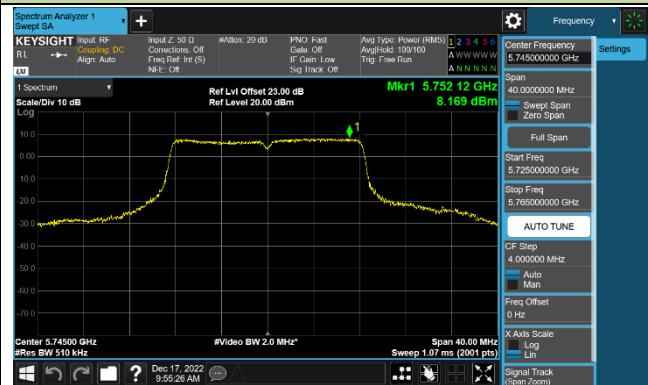 Spectrum Analyzer 1
Swept SA
Frequency
KEYSIGHT
RL
LXI
Input: RF
Coupling: DC
Align: Auto
Input Z: 50 Ω
Corrections: Off
Freq Ref: Int (S)
NFE: Off
#Atten: 20 dB
PNO: Fast
Gate: Off
IF Gain: Low
Sig Track: Off
Avg Type: Power (RMS)
Avg|Hold: 100/100
Trig: Free Run
1 2 3 4 5 6
A W W W W W
A N N N N N
1 Spectrum
Scale/Div 10 dB
Ref Lvl Offset 23.00 dB
Ref Level 20.00 dBm
Mkr1 5.752 12 GHz
8.169 dBm
Log
1
10.0
0.00
-10.0
-20.0
-30.0
-40.0
-50.0
-60.0
-70.0
Center 5.74500 GHz
#Res BW 510 kHz
#Video BW 2.0 MHz*
Span 40.00 MHz
Sweep 1.07 ms (2001 pts)
Dec 17, 2022
9:55:26 AM
Center Frequency
5.745000000 GHz
Span
40.0000000 MHz
Swept Span
Zero Span
Full Span
Start Freq
5.725000000 GHz
Stop Freq
5.765000000 GHz
AUTO TUNE
CF Step
4.000000 MHz
Auto
Man
Freq Offset
0 Hz
X Axis Scale
Log
Lin
Signal Track
(Span Zoom)
Settings